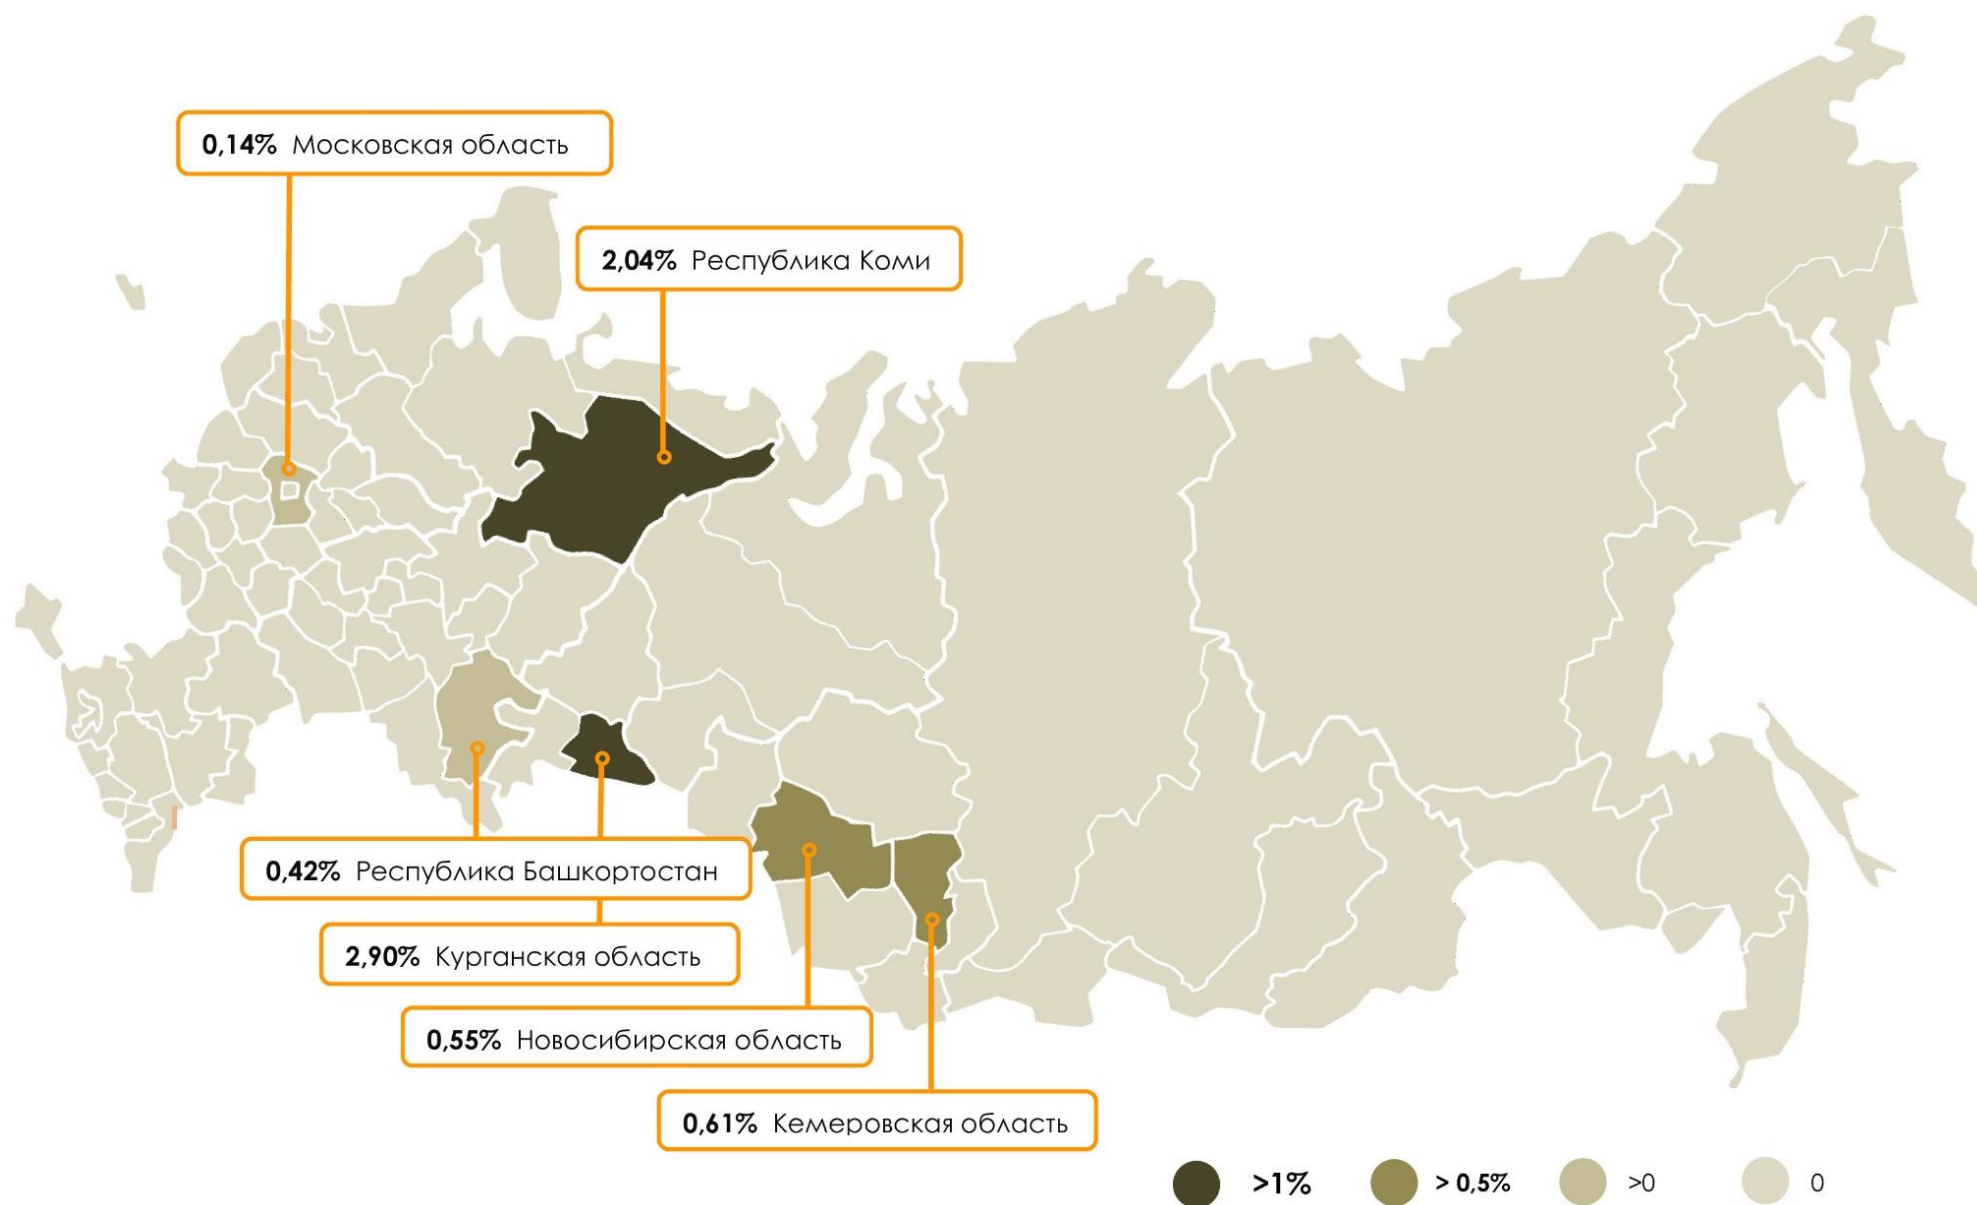 0,14% Московская область
2,04% Республика Коми
0,42% Республика Башкортостан
2,90% Курганская область
0,55% Новосибирская область
0,61% Кемеровская область
>1% > 0,5% >0 0